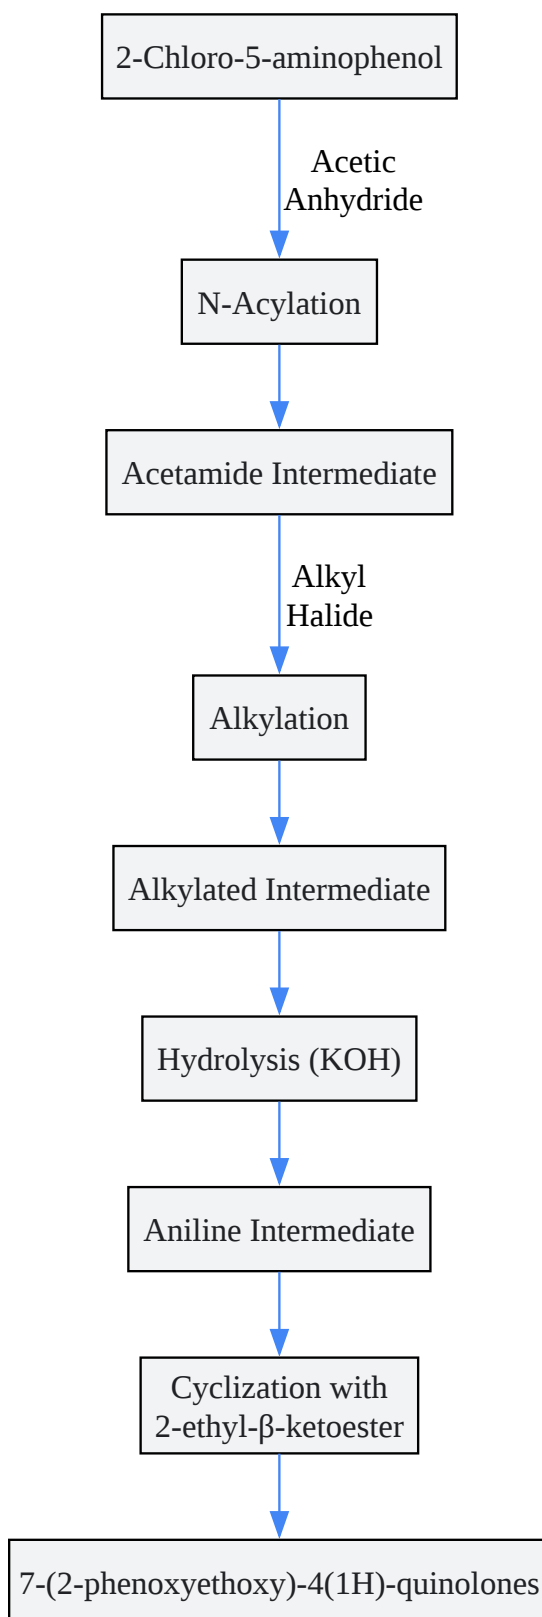 2-Chloro-5-aminophenol
Acetic
Anhydride
N-Acylation
Acetamide Intermediate
Alkyl
Halide
Alkylation
Alkylated Intermediate
Hydrolysis (KOH)
Aniline Intermediate
Cyclization with
2-ethyl-β-ketoester
7-(2-phenoxyethoxy)-4(1H)-quinolones